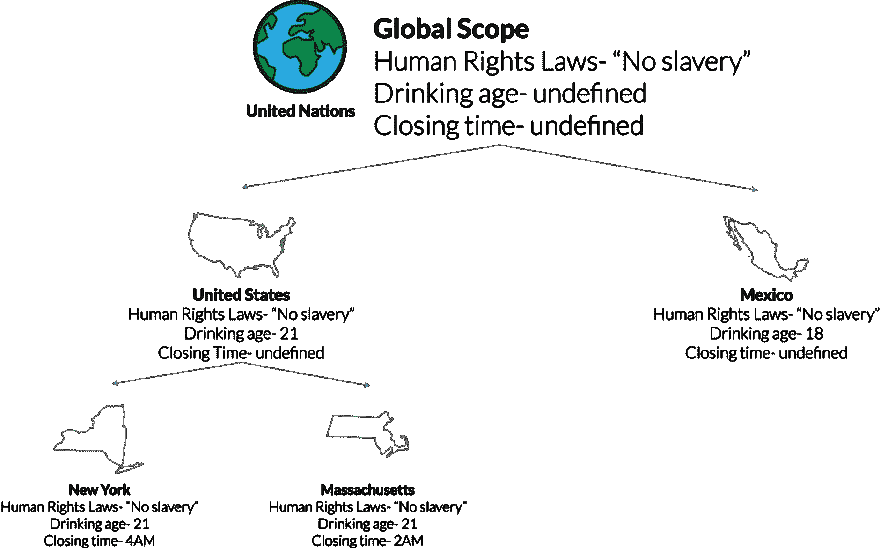 Global Scope
Human Rights Laws- “No slavery”
Drinking age- undefined
Closing time- undefined
United Nations
United States
Human Rights Laws- “No slavery”
Drinking age- 21
Closing Time- undefined
Mexico
Human Rights Laws- “No slavery”
Drinking age- 18
Closing time- undefined
New York
Human Rights Laws- “No slavery”
Drinking age- 21
Closing time- 4AM
Massachusetts
Human Rights Laws- “No slavery”
Drinking age- 21
Closing time- 2AM